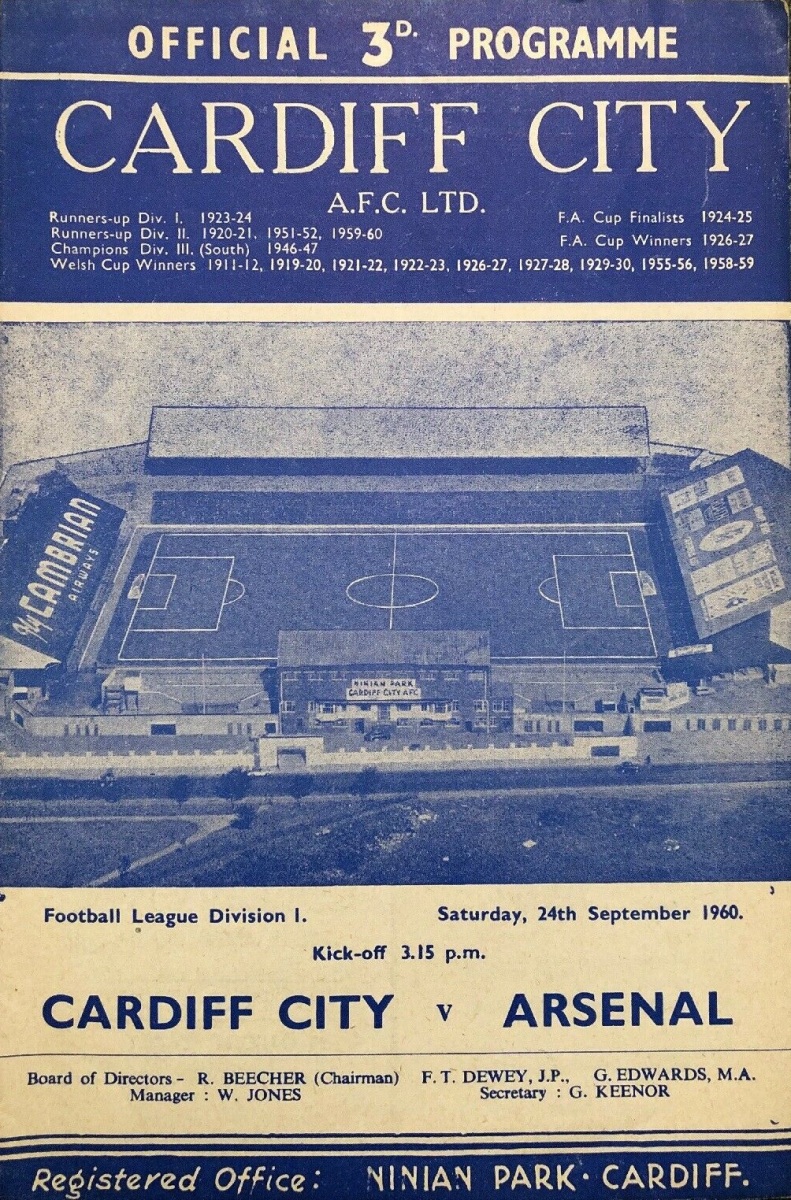 OFFICIAL 3D. PROGRAMME
CARDIFF CITY
A.F.C. LTD.
Runners-up Div. I. 1923-24
Runners-up Div. II. 1920-21, 1951-52, 1959-60
Champions Div. III. (South) 1946-47
F.A. Cup Finalists 1924-25
F.A. Cup Winners 1926-27
Welsh Cup Winners 1911-12, 1919-20, 1921-22, 1922-23, 1926-27, 1927-28, 1929-30, 1955-56, 1958-59
Fly CAMBRIAN
AIRWAYS
NINIAN PARK
CARDIFF CITY AFC
Football League Division I.
Saturday, 24th September 1960.
Kick-off 3.15 p.m.
CARDIFF CITY v ARSENAL
Board of Directors - R. BEECHER (Chairman) F. T. DEWEY, J.P., G. EDWARDS, M.A.
Manager : W. JONES Secretary : G. KEENOR
Registered Office: NINIAN PARK · CARDIFF.